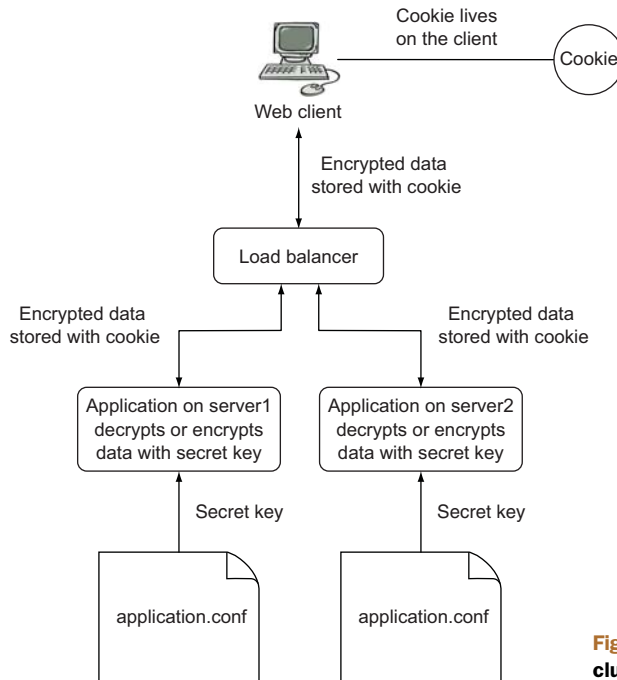 Cookie lives
on the client
Cookie
Web client
Encrypted data
stored with cookie
Load balancer
Encrypted data
stored with cookie
Encrypted data
stored with cookie
Application on server1
decrypts or encrypts
data with secret key
Application on server2
decrypts or encrypts
data with secret key
Secret key
Secret key
application.conf
application.conf
Fig
clu